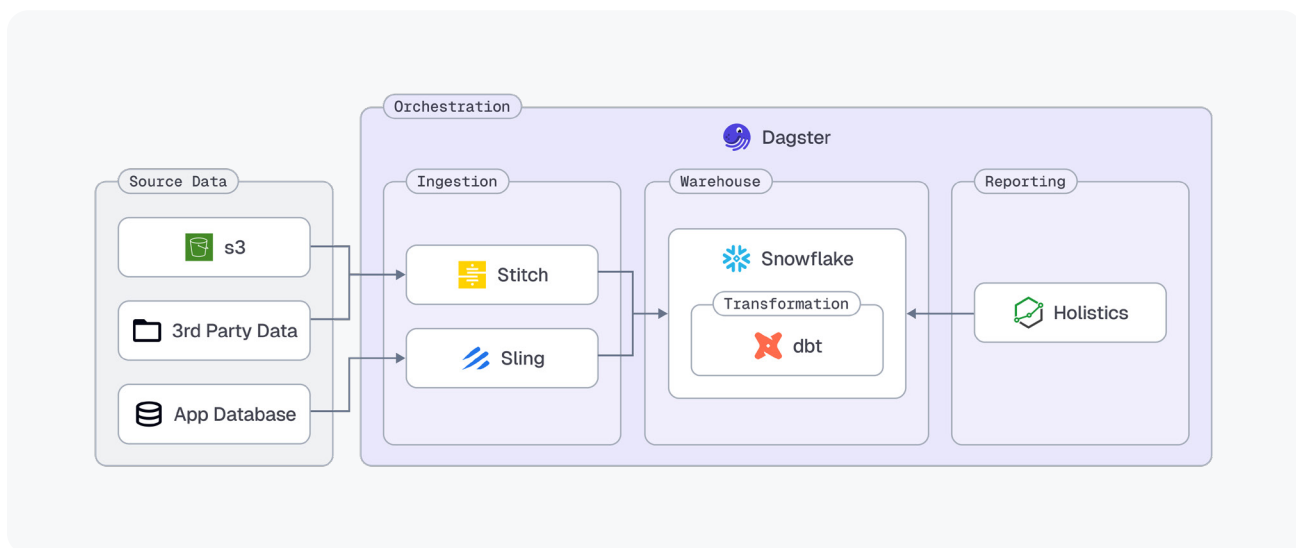 Orchestration
Dagster
Source Data
s3
3rd Party Data
App Database
Ingestion
Stitch
Sling
Warehouse
Snowflake
Transformation
dbt
Reporting
Holistics